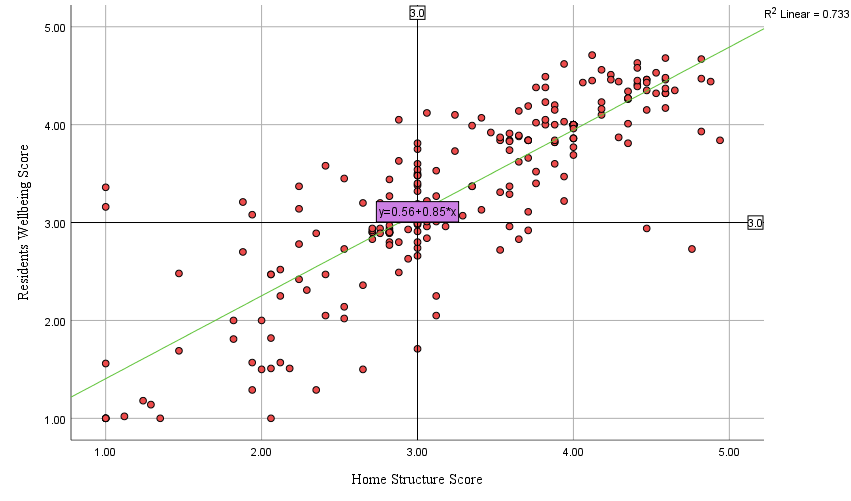 3.0
R2 Linear = 0.733
5.00
4.00
3.00
2.00
1.00
Residents Wellbeing Score
y=0.56+0.85*x
3.0
1.00 2.00 3.00 4.00 5.00
Home Structure Score